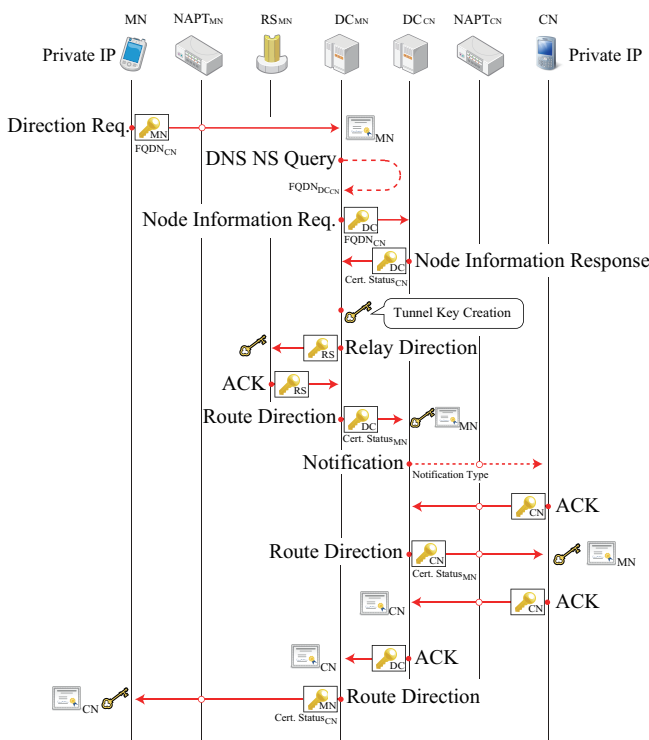 MN NAPTMN RSMN DCMN DCCN NAPTCN CN
Private IP Private IP
Direction Req. MN MN
FQDNCN
DNS NS Query
FQDNDCCN
Node Information Req. DC
FQDNCN
DC Node Information Response
Cert. StatusCN
Tunnel Key Creation
RS Relay Direction
ACK RS
Route Direction DC MN
Cert. StatusMN
Notification
Notification Type
CN ACK
Route Direction CN MN
Cert. StatusMN
CN CN ACK
CN DC ACK
CN MN Route Direction
Cert. StatusCN